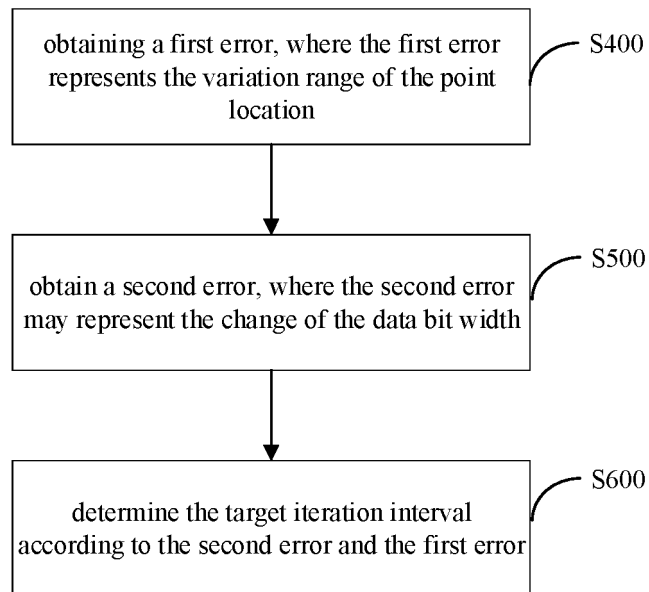 obtaining a first error, where the first error
represents the variation range of the point
location
S400
obtain a second error, where the second error
may represent the change of the data bit width
S500
determine the target iteration interval
according to the second error and the first error
S600